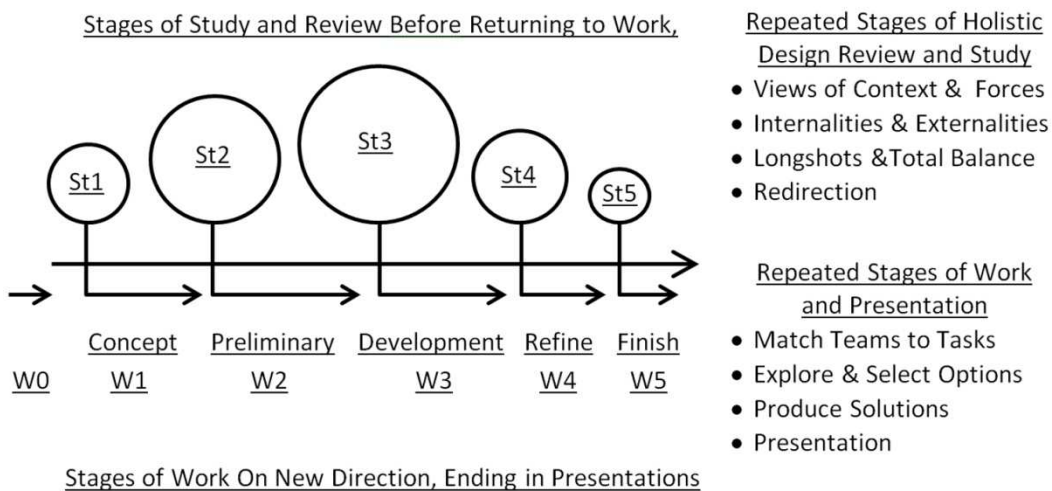 Stages of Study and Review Before Returning to Work,
St1
St2
St3
St4
St5
Concept
Preliminary
Development
Refine
Finish
W0
W1
W2
W3
W4
W5
Stages of Work On New Direction, Ending in Presentations
Repeated Stages of Holistic
Design Review and Study
• Views of Context & Forces
• Internalities & Externalities
• Longshots &Total Balance
• Redirection
Repeated Stages of Work
and Presentation
• Match Teams to Tasks
• Explore & Select Options
• Produce Solutions
• Presentation